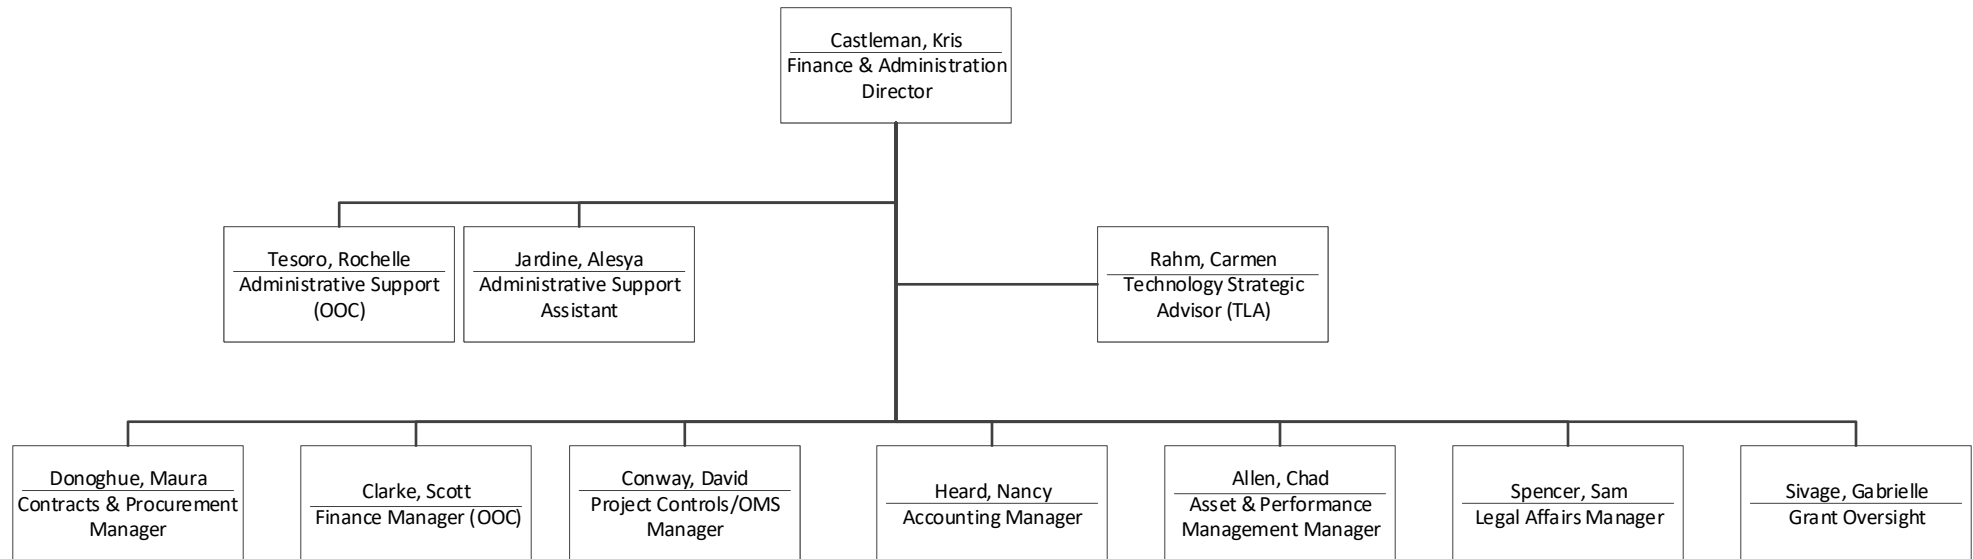 Castleman, Kris
Finance & Administration
Director
Tesoro, Rochelle
Administrative Support
(OOC)
Jardine, Alesya
Administrative Support
Assistant
Rahm, Carmen
Technology Strategic
Advisor (TLA)
Donoghue, Maura
Contracts & Procurement
Manager
Clarke, Scott
Finance Manager (OOC)
Conway, David
Project Controls/OMS
Manager
Heard, Nancy
Accounting Manager
Allen, Chad
Asset & Performance
Management Manager
Spencer, Sam
Legal Affairs Manager
Sivage, Gabrielle
Grant Oversight